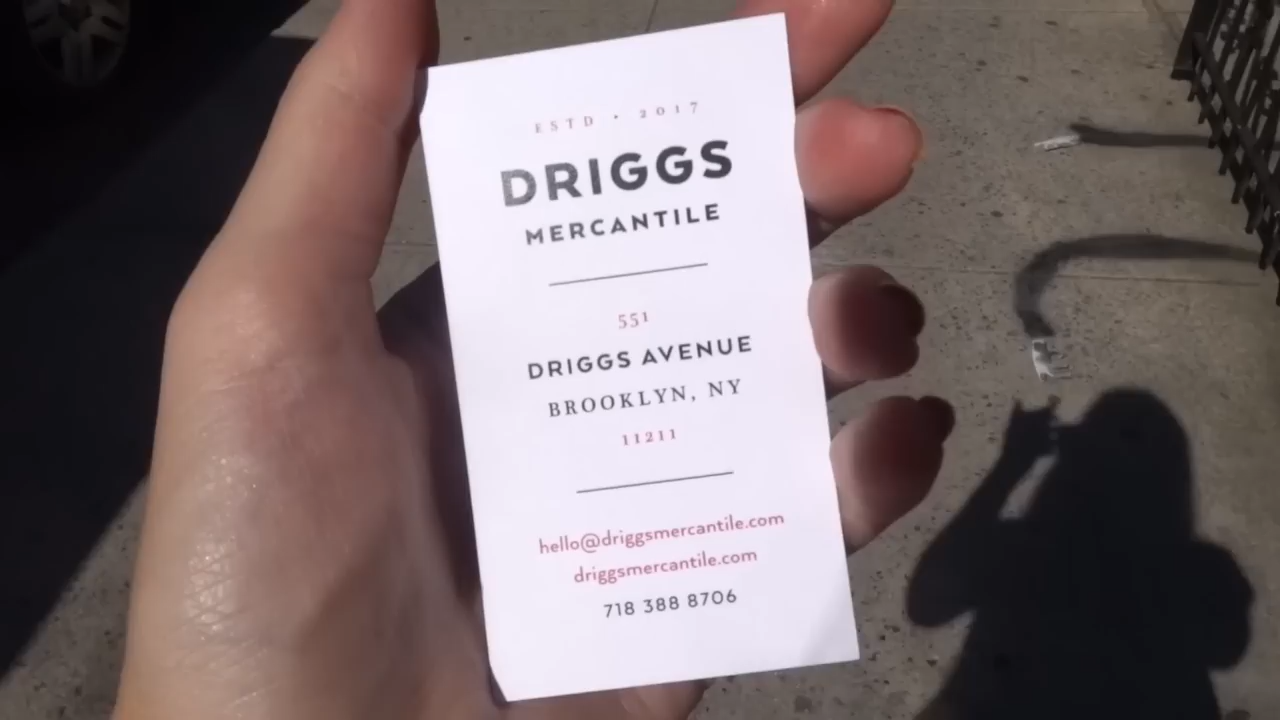 ESTD • 2017
DRIGGS
MERCANTILE
551
DRIGGS AVENUE
BROOKLYN, NY
11211
hello@driggsmercantile.com
driggsmercantile.com
718 388 8706